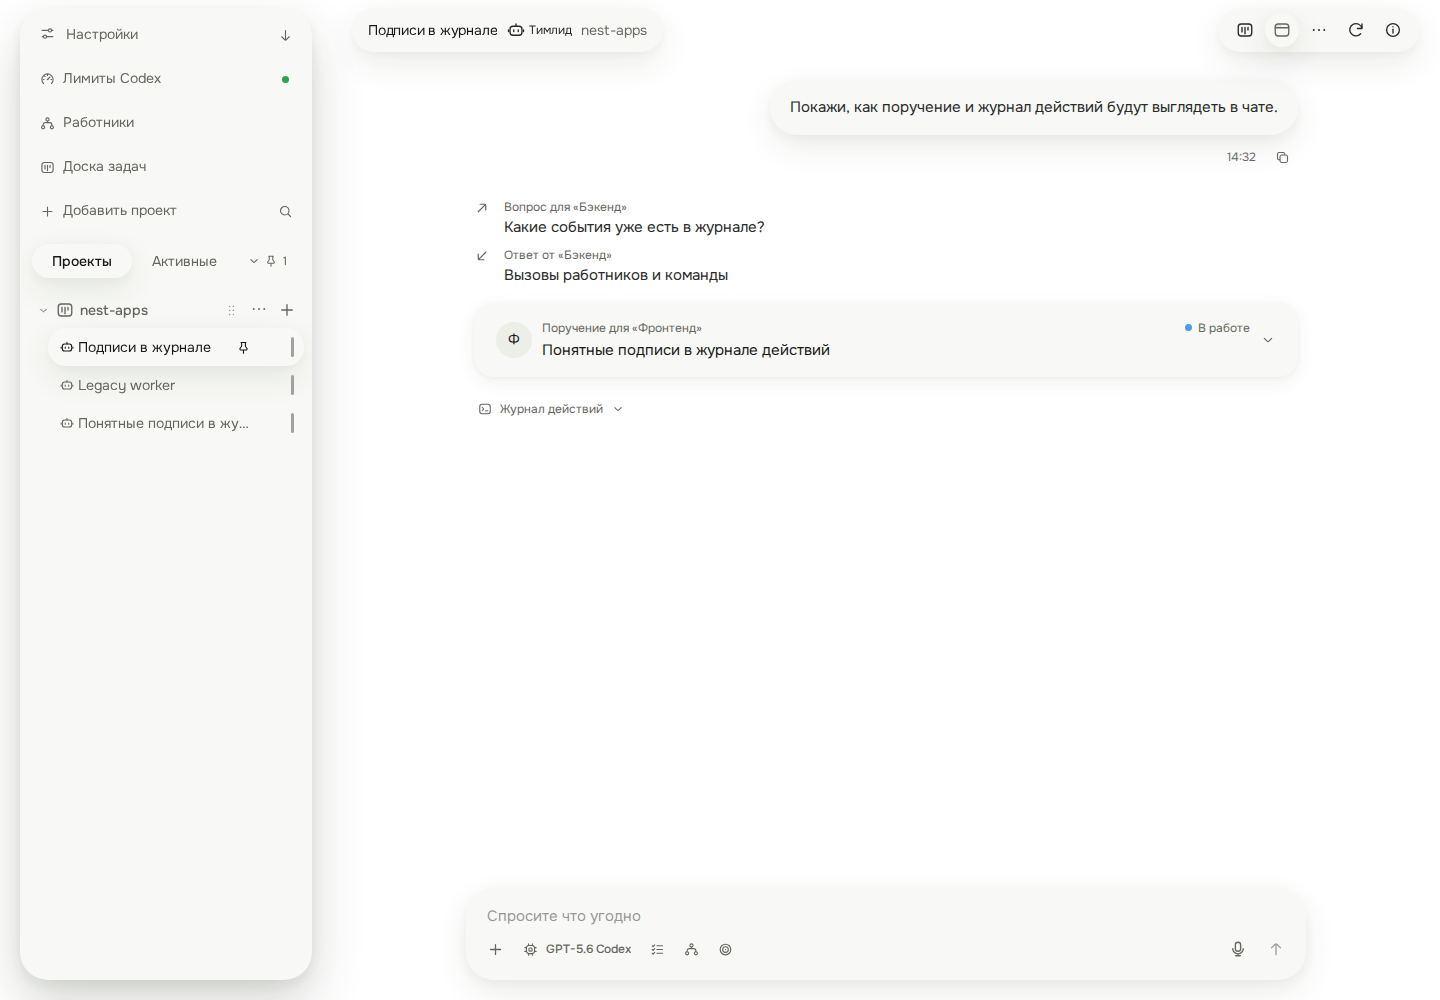 Настройки
Лимиты Codex
Работники
Доска задач
Добавить проект
Проекты
Активные
1
nest-apps
Подписи в журнале
Legacy worker
Понятные подписи в жу...
Подписи в журнале Тимлид nest-apps
Покажи, как поручение и журнал действий будут выглядеть в чате.
14:32
Вопрос для «Бэкенд»
Какие события уже есть в журнале?
Ответ от «Бэкенд»
Вызовы работников и команды
Ф
Поручение для «Фронтенд»
Понятные подписи в журнале действий
В работе
Журнал действий
Спросите что угодно
GPT-5.6 Codex